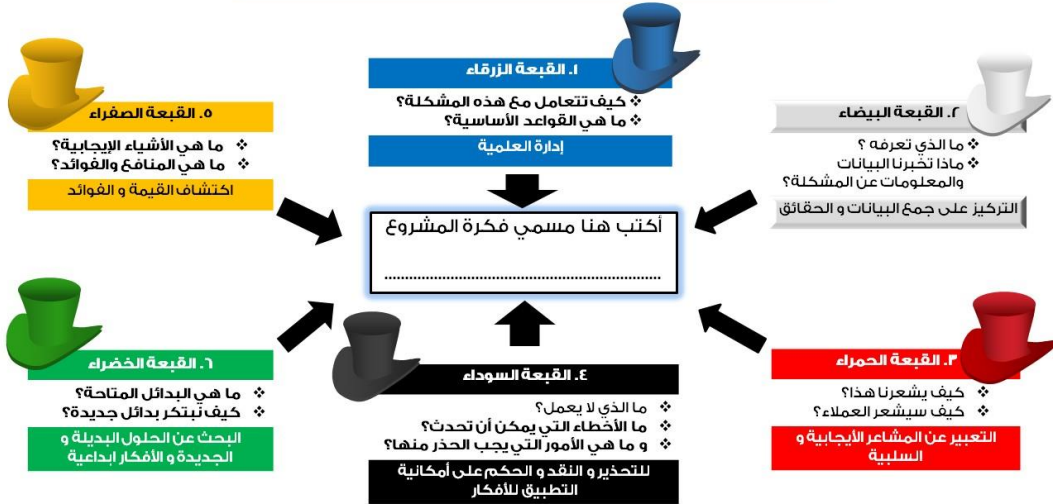 ١. القبعة الزرقاء
❖ كيف تتعامل مع هذه المشكلة؟
❖ ما هي القواعد الأساسية؟
إدارة العلمية
٢. القبعة البيضاء
❖ ما الذي تعرفه ؟
❖ ماذا تخبرنا البيانات
والمعلومات عن المشكلة؟
التركيز على جمع البيانات و الحقائق
٣. القبعة الحمراء
❖ كيف يشعرنا هذا؟
❖ كيف سيشعر العملاء؟
التعبير عن المشاعر الأيجابية و
السلبية
٤. القبعة السوداء
❖ ما الذي لا يعمل؟
❖ ما الأخطاء التي يمكن أن تحدث؟
❖ و ما هي الأمور التي يجب الحذر منها؟
للتحذير و النقد و الحكم على أمكانية
التطبيق للأفكار
٥. القبعة الصفراء
❖ ما هي الأشياء الإيجابية؟
❖ ما هي المنافع والفوائد؟
اكتشاف القيمة و الفوائد
٦. القبعة الخضراء
❖ ما هي البدائل المتاحة؟
❖ كيف نبتكر بدائل جديدة؟
البحث عن الحلول البديلة و
الجديدة و الأفكار ابداعية
أكتب هنا مسمي فكرة المشروع
................................................................